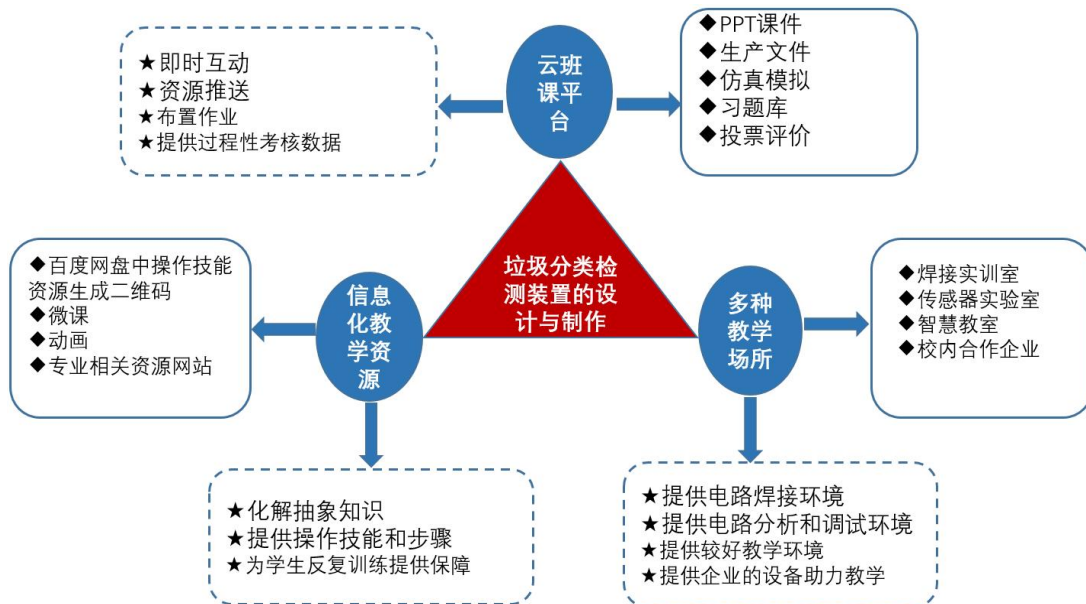 ★即时互动
★资源推送
★布置作业
★提供过程性考核数据
云班
课平
台
◆PPT课件
◆生产文件
◆仿真模拟
◆习题库
◆投票评价
垃圾分类检
测装置的设
计与制作
◆百度网盘中操作技能
资源生成二维码
◆微课
◆动画
◆专业相关资源网站
信息
化教
学资
源
多种
教学
场所
◆焊接实训室
◆传感器实验室
◆智慧教室
◆校内合作企业
★化解抽象知识
★提供操作技能和步骤
★为学生反复训练提供保障
★提供电路焊接环境
★提供电路分析和调试环境
★提供较好教学环境
★提供企业的设备助力教学